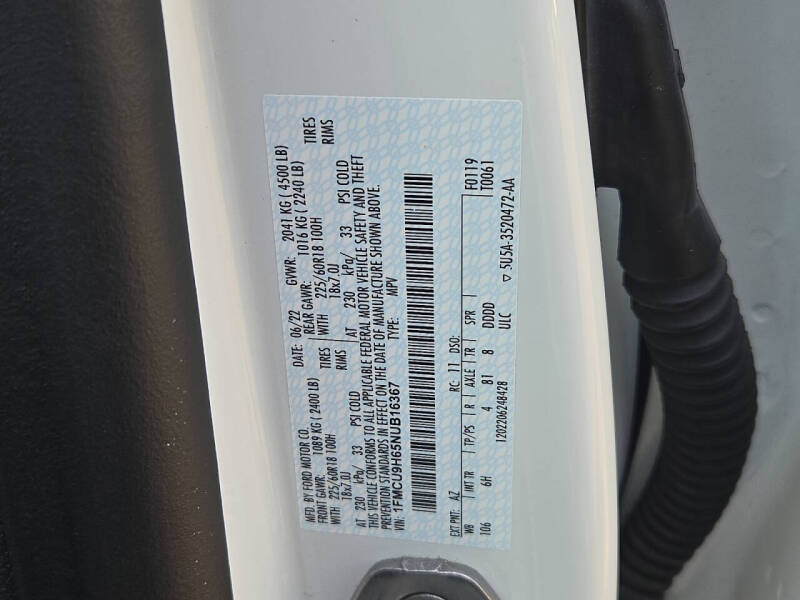 MFD. BY FORD MOTOR CO.
DATE: 06/22 GVWR: 2041 KG ( 4500 LB)
FRONT GAWR: 1089 KG ( 2400 LB) REAR GAWR: 1016 KG ( 2240 LB)
WITH 225/60R18 100H TIRES WITH 225/60R18 100H TIRES
18x7.0J RIMS 18x7.0J RIMS
AT 230 kPa/ 33 PSI COLD AT 230 kPa/ 33 PSI COLD
THIS VEHICLE CONFORMS TO ALL APPLICABLE FEDERAL MOTOR VEHICLE SAFETY AND THEFT
PREVENTION STANDARDS IN EFFECT ON THE DATE OF MANUFACTURE SHOWN ABOVE.
VIN: 1FMCU9H65NUB16367 TYPE: MPV
EXT PNT: AZ RC: 11 DSO: F0119
WB INT TR TP/PS R AXLE TR SPR T0061
106 6H 4 81 8 DDDD
ULC ▽ 5U5A-3520472-AA
1202206248428